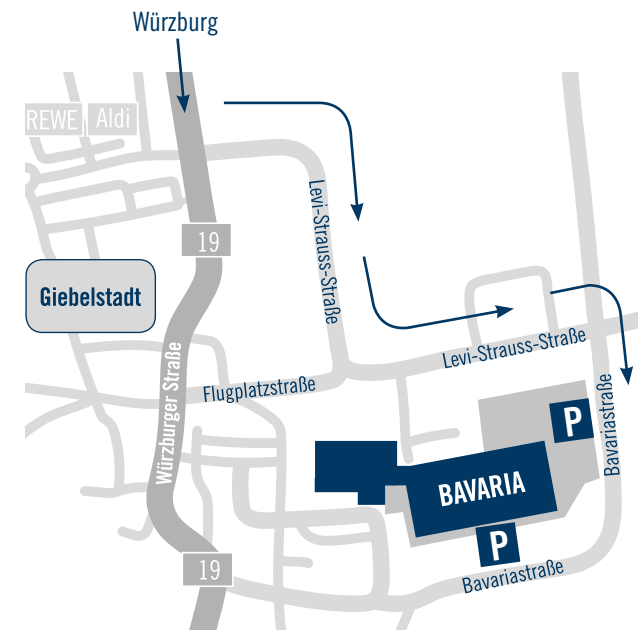 Würzburg
REWE
Aldi
Levi-Strauss-Straße
19
Giebelstadt
Levi-Strauss-Straße
Würzburger Straße
Flugplatzstraße
Bavariastraße
P
BAVARIA
P
19
Bavariastraße